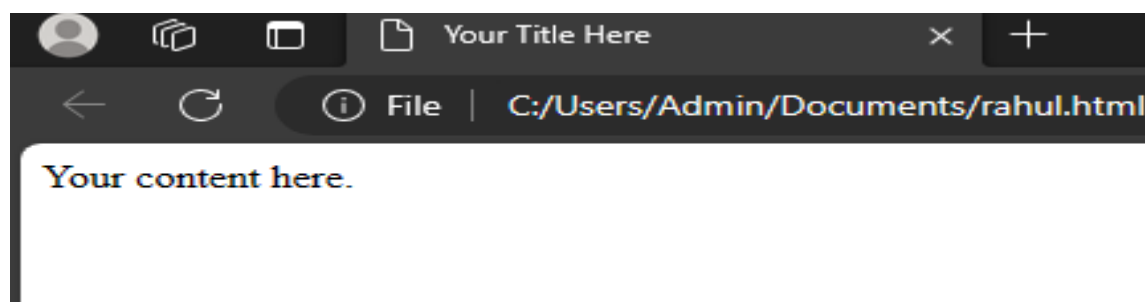 Your Title Here
File | C:/Users/Admin/Documents/rahul.html
Your content here.